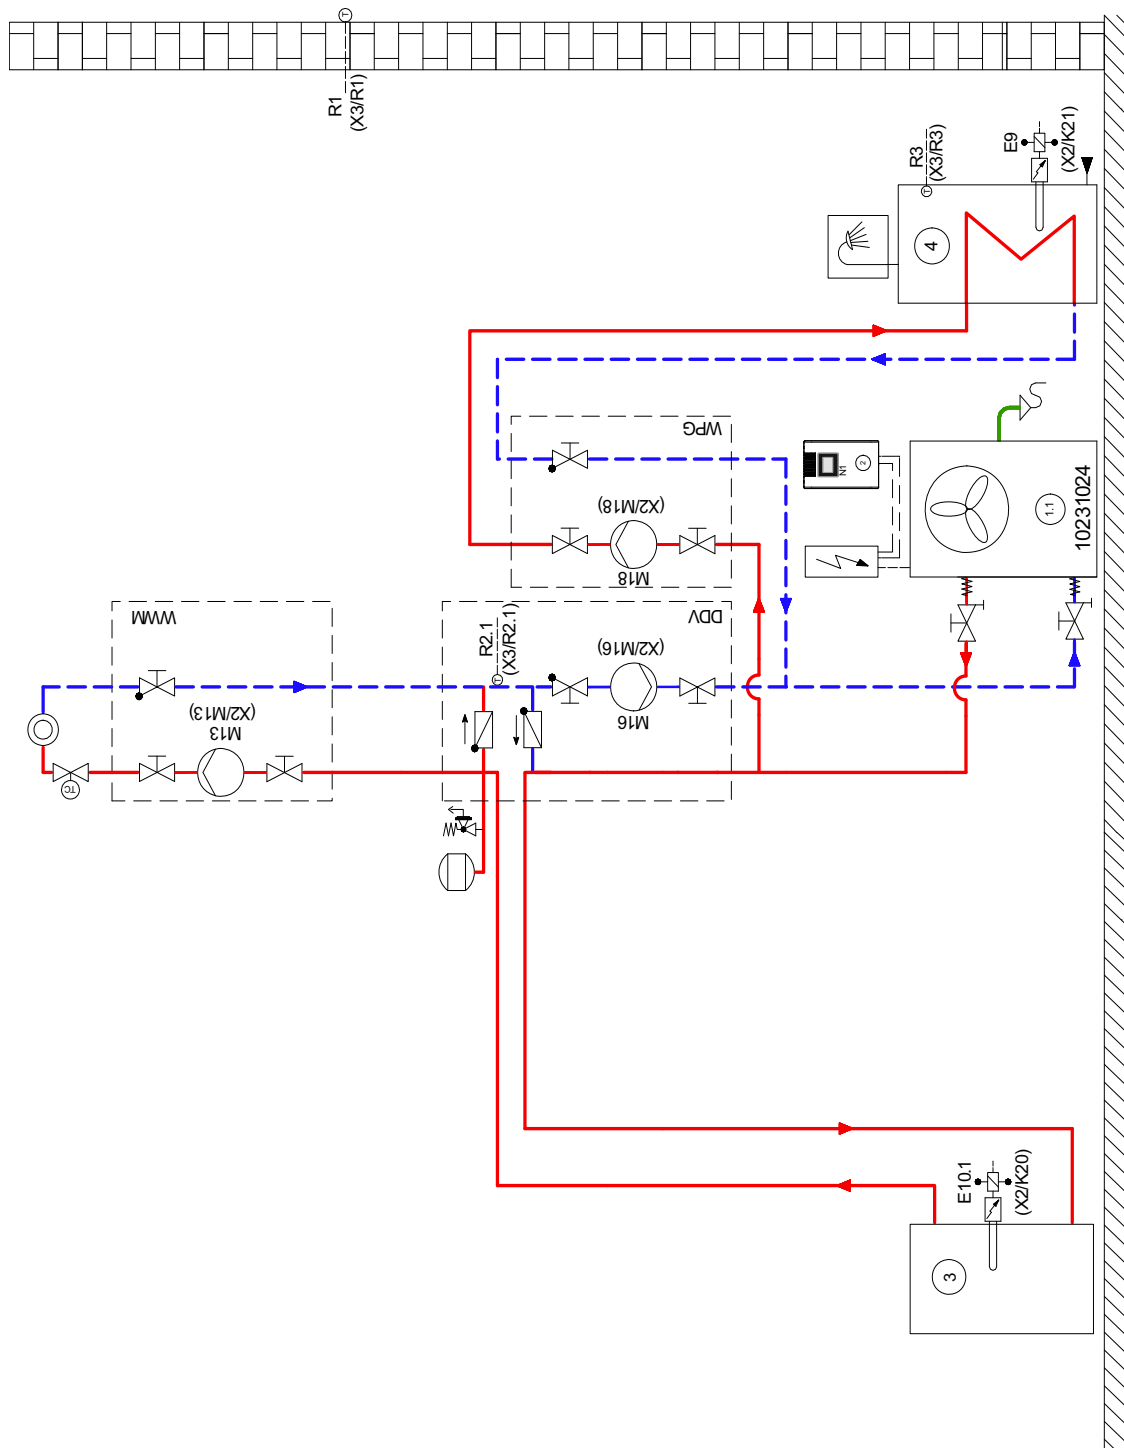 R1
(X3/R1)
R3
(X3/R3)
E9
(X2/K21)
4
WPG
M18
(X2/M18)
N1
2
1.1
10231024
WWM
M13
(X2/M13)
TC
DDV
R2.1
(X3/R2.1)
M16
(X2/M16)
E10.1
(X2/K20)
3
T
T
T